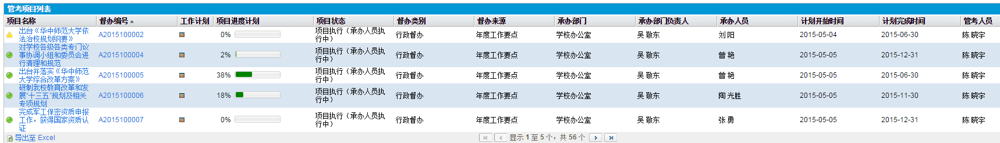 管考项目列表
项目名称 督办编号 工作计划 项目进度计划 项目状态 督办类别 督办来源 承办部门 承办部门负责人 承办人员 计划开始时间 计划完成时间 管考人员
出台《华中师范大学依
法治校规划纲要》
A2015100002 0% 项目执行（承办人员执
行中） 行政督办 年度工作要点 学校办公室 吴 敬东 刘 阳 2015-05-04 2015-06-30 陈 晓宇
对学校各级各类专门议
事协调小组和委员会进
行清理和规范
A2015100004 2% 项目执行（承办人员执
行中） 行政督办 年度工作要点 学校办公室 吴 敬东 曾 艳 2015-05-05 2015-12-31 陈 晓宇
出台并落实《华中师范
大学综合改革方案》
A2015100005 38% 项目执行（承办人员执
行中） 行政督办 年度工作要点 学校办公室 吴 敬东 曾 艳 2015-05-05 2015-06-30 陈 晓宇
研制我校教育改革和发
展“十三五”规划及相关
专项规划
A2015100006 18% 项目执行（承办人员执
行中） 行政督办 年度工作要点 学校办公室 吴 敬东 陶 光胜 2015-05-05 2015-11-30 陈 晓宇
完成军工保密资质申报
工作，获得国家资质认
证
A2015100007 0% 项目执行（承办人员执
行中） 行政督办 年度工作要点 学校办公室 吴 敬东 张 勇 2015-05-05 2015-12-31 陈 晓宇
导出至 Excel 显示 1 至 5 个，共 56 个